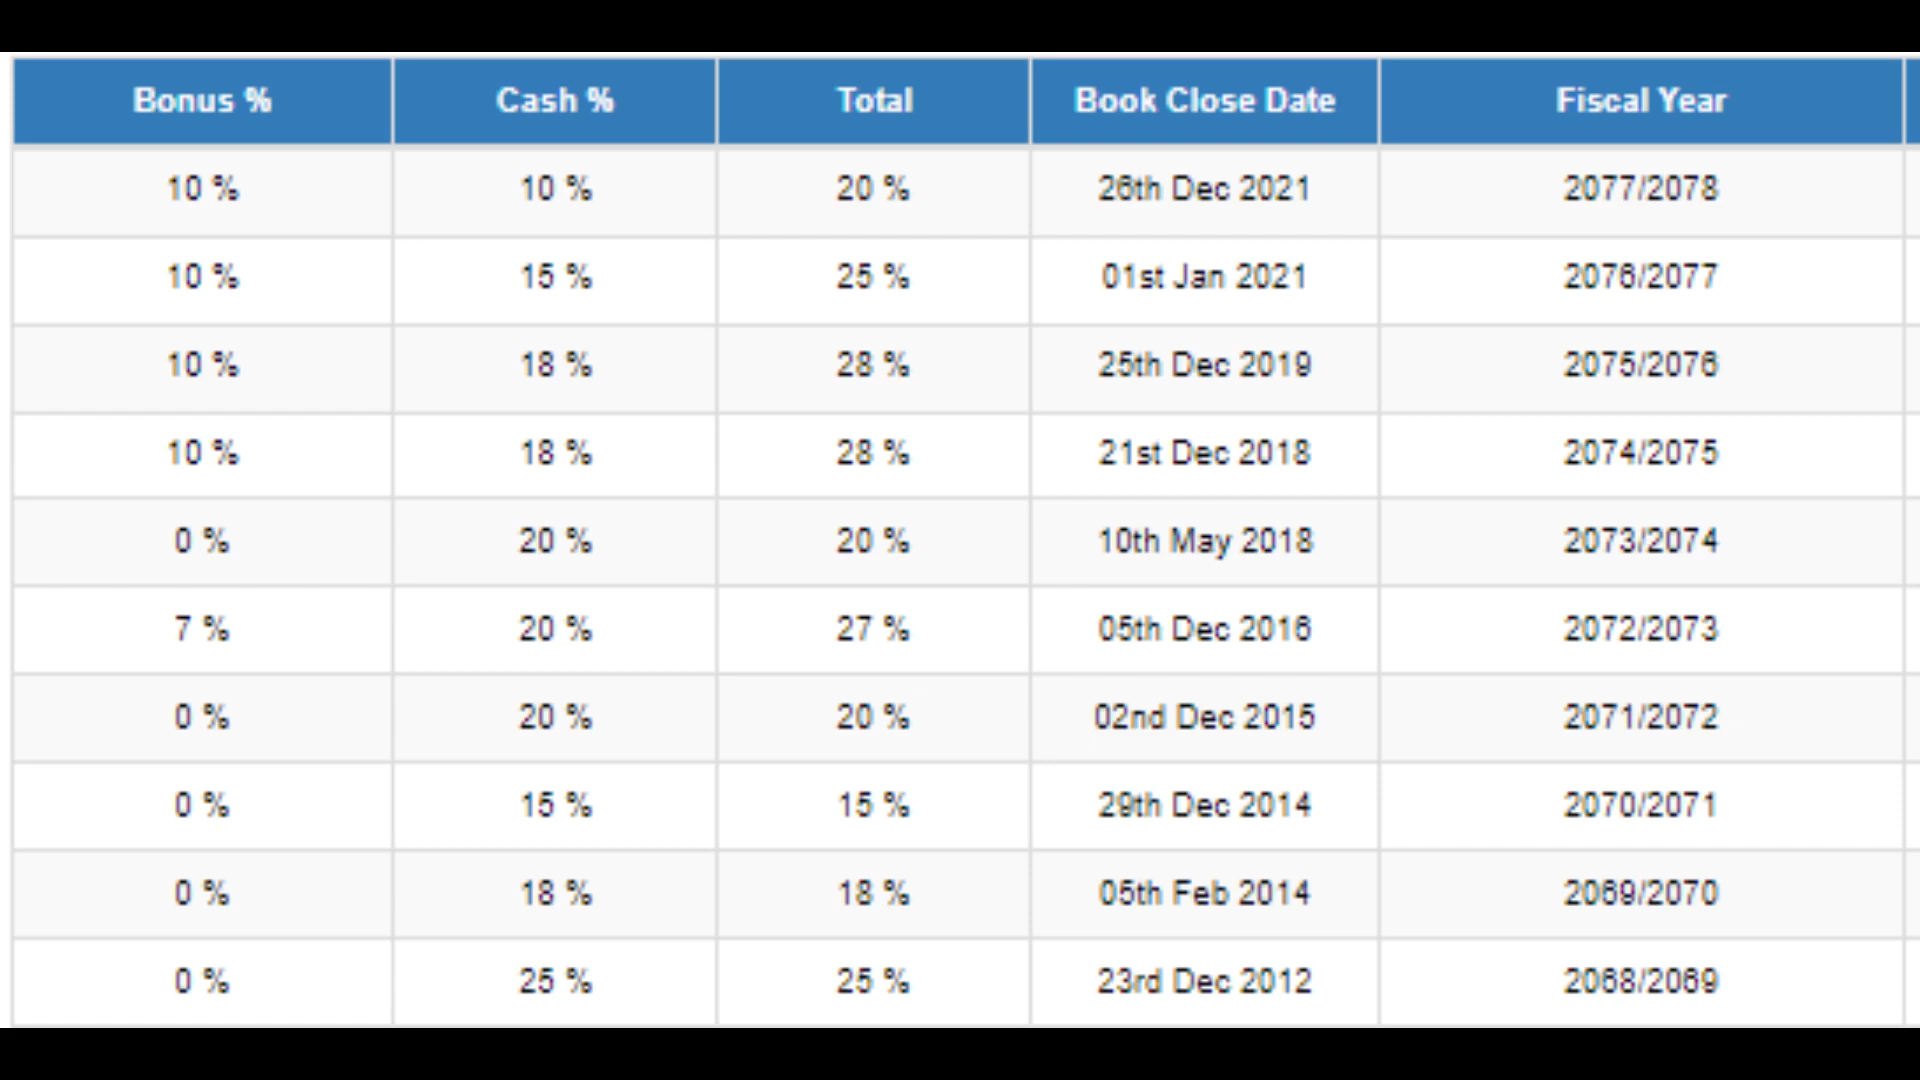 Bonus % Cash % Total Book Close Date Fiscal Year
10 % 10 % 20 % 26th Dec 2021 2077/2078
10 % 15 % 25 % 01st Jan 2021 2076/2077
10 % 18 % 28 % 25th Dec 2019 2075/2076
10 % 18 % 28 % 21st Dec 2018 2074/2075
0 % 20 % 20 % 10th May 2018 2073/2074
7 % 20 % 27 % 05th Dec 2016 2072/2073
0 % 20 % 20 % 02nd Dec 2015 2071/2072
0 % 15 % 15 % 29th Dec 2014 2070/2071
0 % 18 % 18 % 05th Feb 2014 2069/2070
0 % 25 % 25 % 23rd Dec 2012 2068/2069